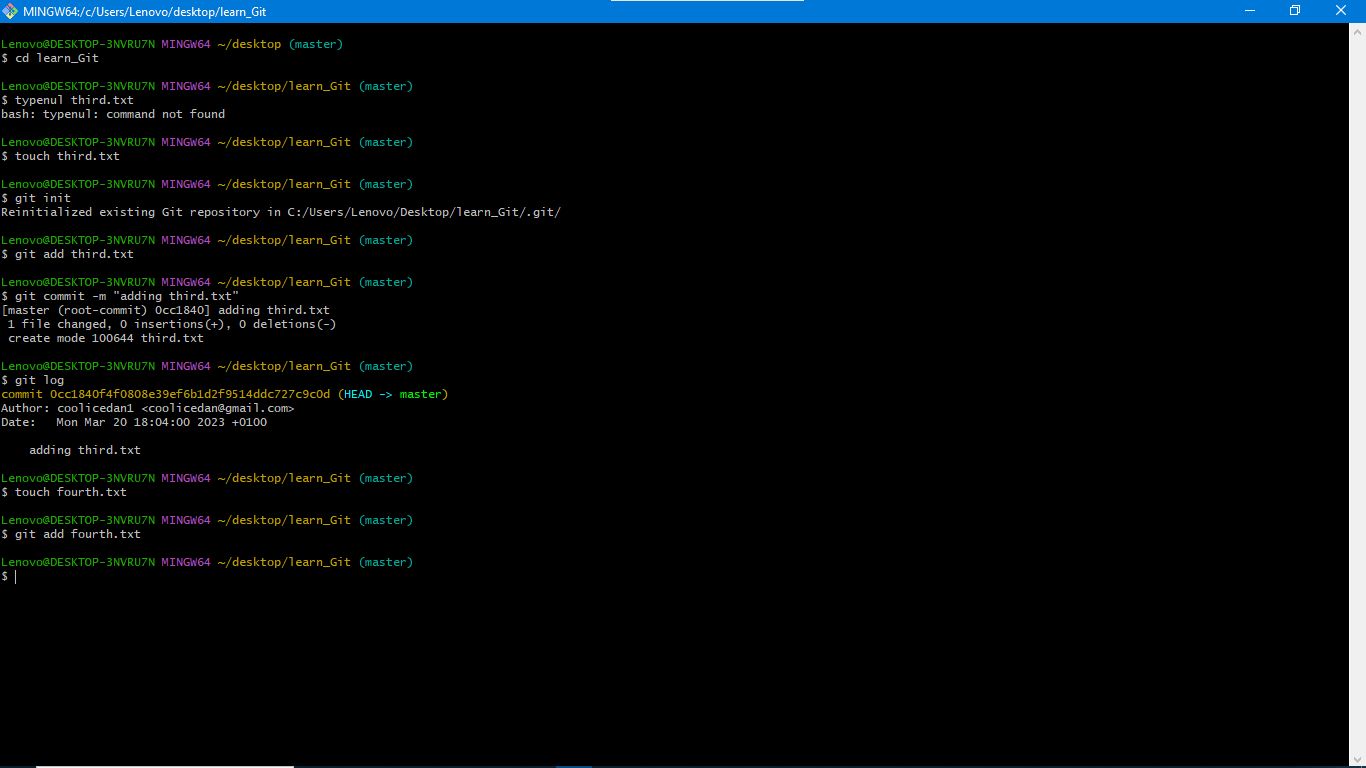 MINGW64:/c/Users/Lenovo/desktop/learn_Git
Lenovo@DESKTOP-3NVRU7N MINGW64 ~/desktop (master)
$ cd learn_Git
Lenovo@DESKTOP-3NVRU7N MINGW64 ~/desktop/learn_Git (master)
$ typenul third.txt
bash: typenul: command not found
Lenovo@DESKTOP-3NVRU7N MINGW64 ~/desktop/learn_Git (master)
$ touch third.txt
Lenovo@DESKTOP-3NVRU7N MINGW64 ~/desktop/learn_Git (master)
$ git init
Reinitialized existing Git repository in C:/Users/Lenovo/Desktop/learn_Git/.git/
Lenovo@DESKTOP-3NVRU7N MINGW64 ~/desktop/learn_Git (master)
$ git add third.txt
Lenovo@DESKTOP-3NVRU7N MINGW64 ~/desktop/learn_Git (master)
$ git commit -m "adding third.txt"
[master (root-commit) 0cc1840] adding third.txt
 1 file changed, 0 insertions(+), 0 deletions(-)
 create mode 100644 third.txt
Lenovo@DESKTOP-3NVRU7N MINGW64 ~/desktop/learn_Git (master)
$ git log
commit 0cc1840f4f0808e39ef6b1d2f9514ddc727c9c0d (HEAD -> master)
Author: coolicedan1 <coolicedan@gmail.com>
Date:   Mon Mar 20 18:04:00 2023 +0100
    adding third.txt
Lenovo@DESKTOP-3NVRU7N MINGW64 ~/desktop/learn_Git (master)
$ touch fourth.txt
Lenovo@DESKTOP-3NVRU7N MINGW64 ~/desktop/learn_Git (master)
$ git add fourth.txt
Lenovo@DESKTOP-3NVRU7N MINGW64 ~/desktop/learn_Git (master)
$